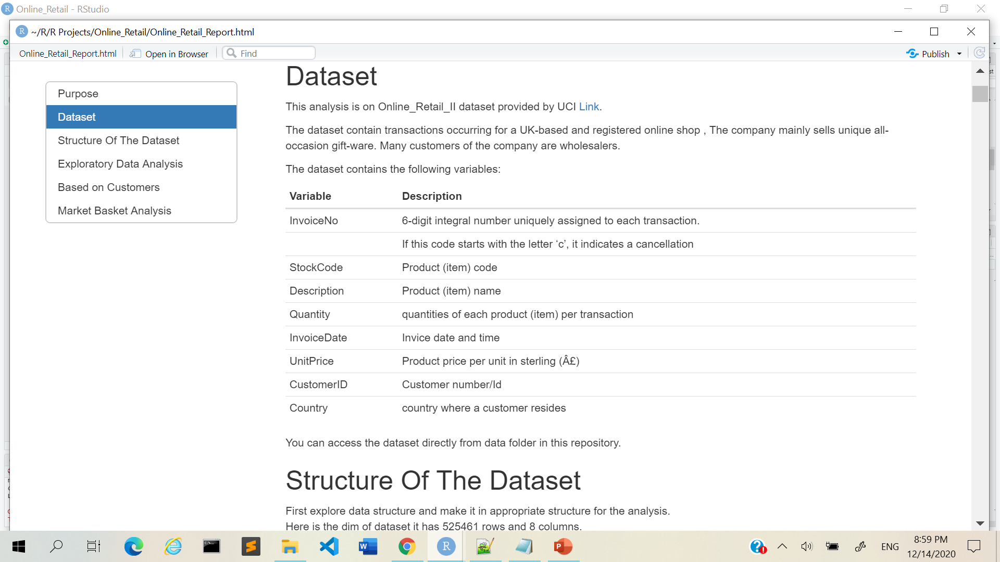 Online_Retail - RStudio
~/R/R Projects/Online_Retail/Online_Retail_Report.html
Online_Retail_Report.html Open in Browser Find Publish
Purpose
Dataset
Structure Of The Dataset
Exploratory Data Analysis
Based on Customers
Market Basket Analysis
Dataset
This analysis is on Online_Retail_II dataset provided by UCI Link.
The dataset contain transactions occurring for a UK-based and registered online shop , The company mainly sells unique all-
occasion gift-ware. Many customers of the company are wholesalers.
The dataset contains the following variables:
Variable Description
InvoiceNo 6-digit integral number uniquely assigned to each transaction.
If this code starts with the letter ‘c’, it indicates a cancellation
StockCode Product (item) code
Description Product (item) name
Quantity quantities of each product (item) per transaction
InvoiceDate Invice date and time
UnitPrice Product price per unit in sterling (Â£)
CustomerID Customer number/Id
Country country where a customer resides
You can access the dataset directly from data folder in this repository.
Structure Of The Dataset
First explore data structure and make it in appropriate structure for the analysis.
Here is the dim of dataset it has 525461 rows and 8 columns.
ENG
8:59 PM
12/14/2020